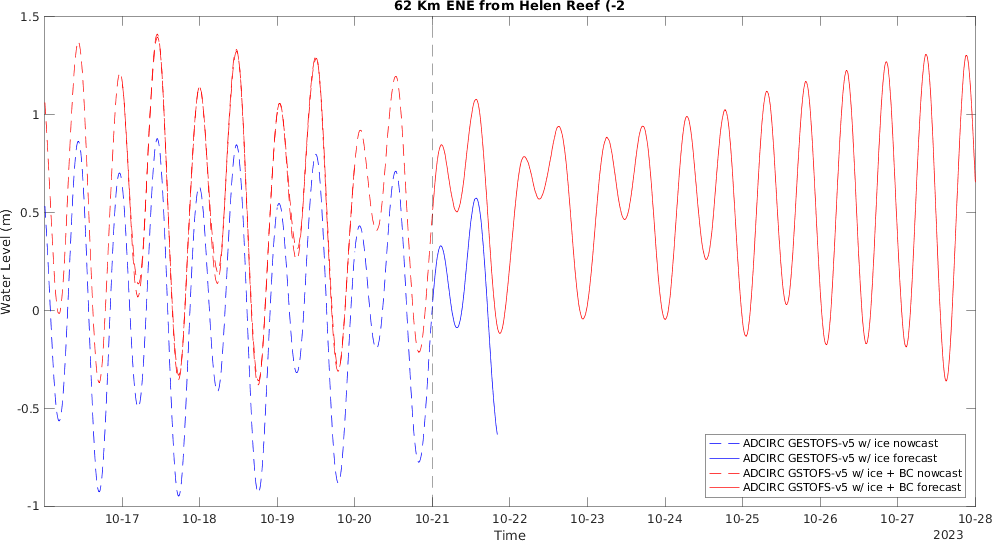 62 Km ENE from Helen Reef (-2
1.5
1
0.5
0
-0.5
-1
Water Level (m)
10-17 10-18 10-19 10-20 10-21 10-22 10-23 10-24 10-25 10-26 10-27 10-28
Time
2023
ADCIRC GESTOFS-v5 w/ ice nowcast
ADCIRC GESTOFS-v5 w/ ice forecast
ADCIRC GSTOFS-v5 w/ ice + BC nowcast
ADCIRC GSTOFS-v5 w/ ice + BC forecast